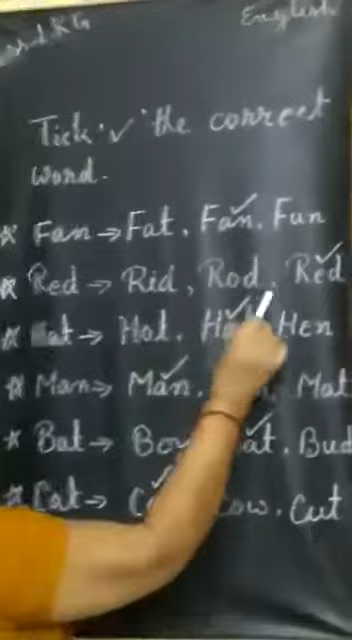 KG
English
Tick '✓' the correct
word.
* Fan → Fat, Fan ✓, Fun
* Red → Rid, Rod, Red ✓
* → Hot, Hen
* Man → Man ✓, Mat
* Bat → Bud
* Cat → Cow, Cut